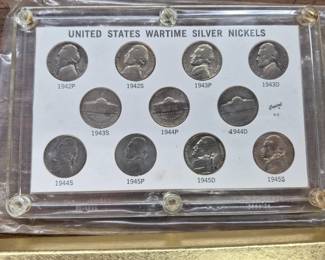 UNITED STATES WARTIME SILVER NICKELS
1942P 1942S 1943P 1943D
1943S 1944P 1944D
1944S 1945P 1945D 1945S